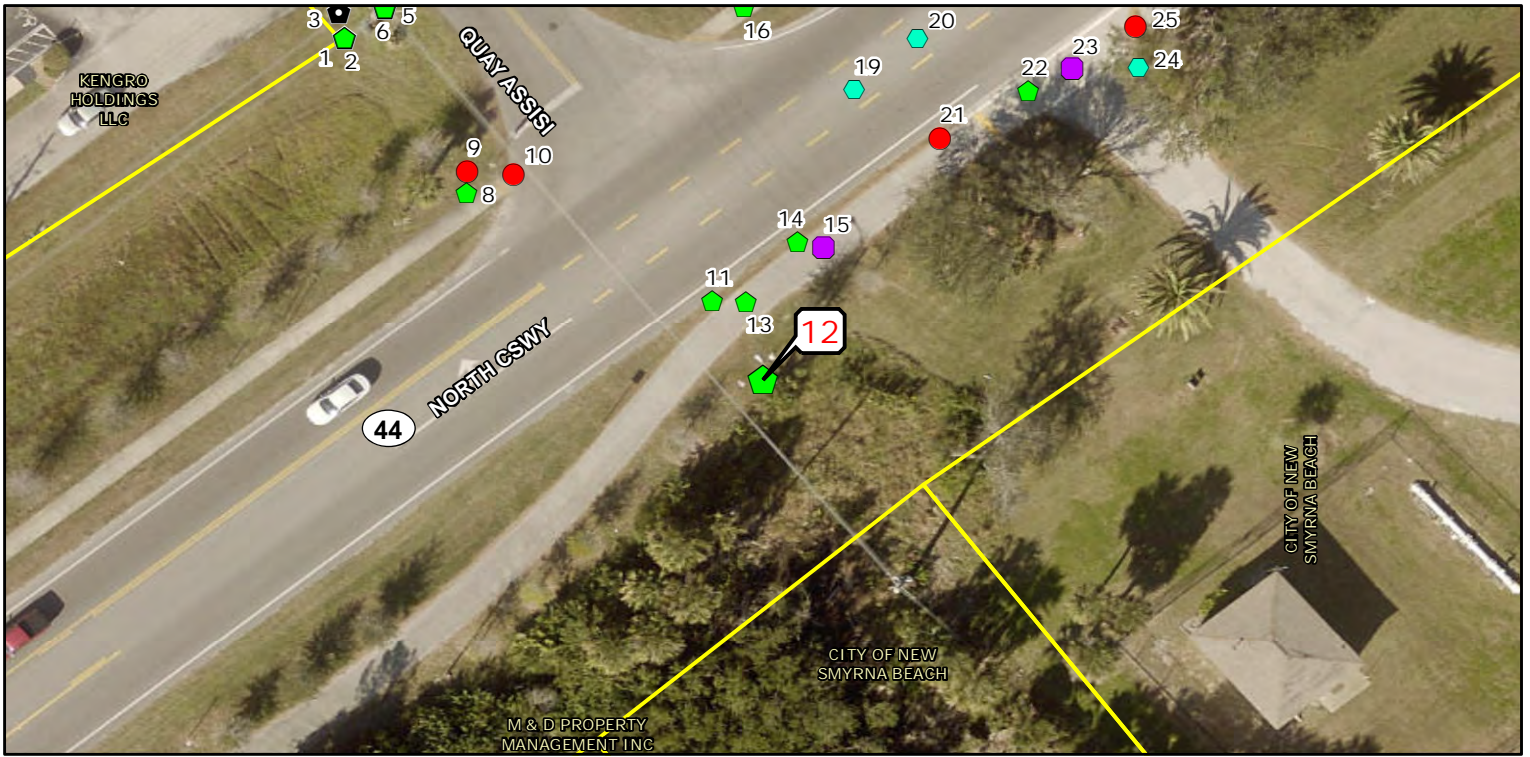 3
5
6
16
20
25
1
2
23
24
QUAY ASSISI
KENGRO
HOLDINGS
LLC
19
22
21
9
10
8
14
15
11
13
12
NORTH CSWY
44
CITY OF NEW
SMYRNA BEACH
CITY OF NEW
SMYRNA BEACH
M & D PROPERTY
MANAGEMENT INC